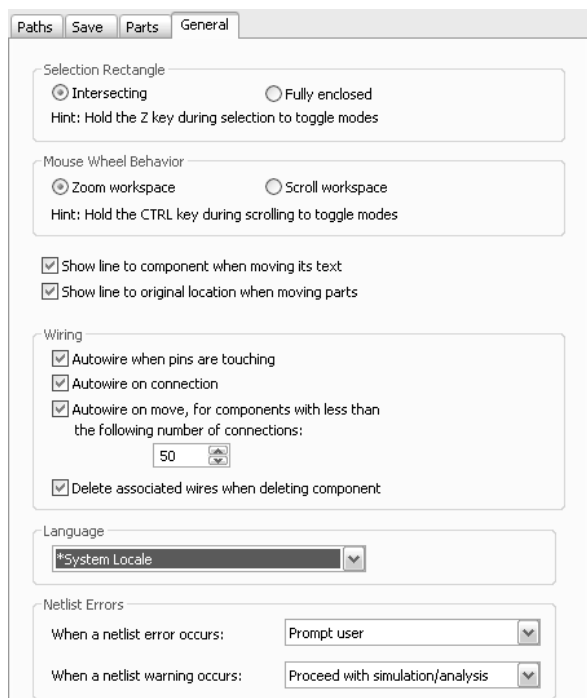 Paths Save Parts General
Selection Rectangle
Intersecting Fully enclosed
Hint: Hold the Z key during selection to toggle modes
Mouse Wheel Behavior
Zoom workspace Scroll workspace
Hint: Hold the CTRL key during scrolling to toggle modes
Show line to component when moving its text
Show line to original location when moving parts
Wiring
Autowire when pins are touching
Autowire on connection
Autowire on move, for components with less than
the following number of connections:
50
Delete associated wires when deleting component
Language
*System Locale
Netlist Errors
When a netlist error occurs: Prompt user
When a netlist warning occurs: Proceed with simulation/analysis